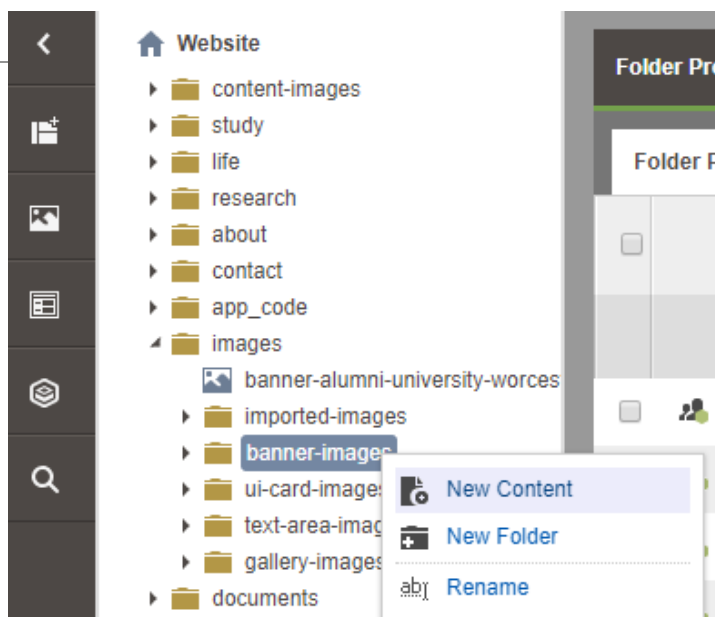 Website
Folder Pr
content-images
study
Folder
life
research
about
contact
app_code
images
banner-alumni-university-worces
imported-images
banner-images
New Content
ui-card-image
New Folder
text-area-imag
gallery-images
Rename
documents